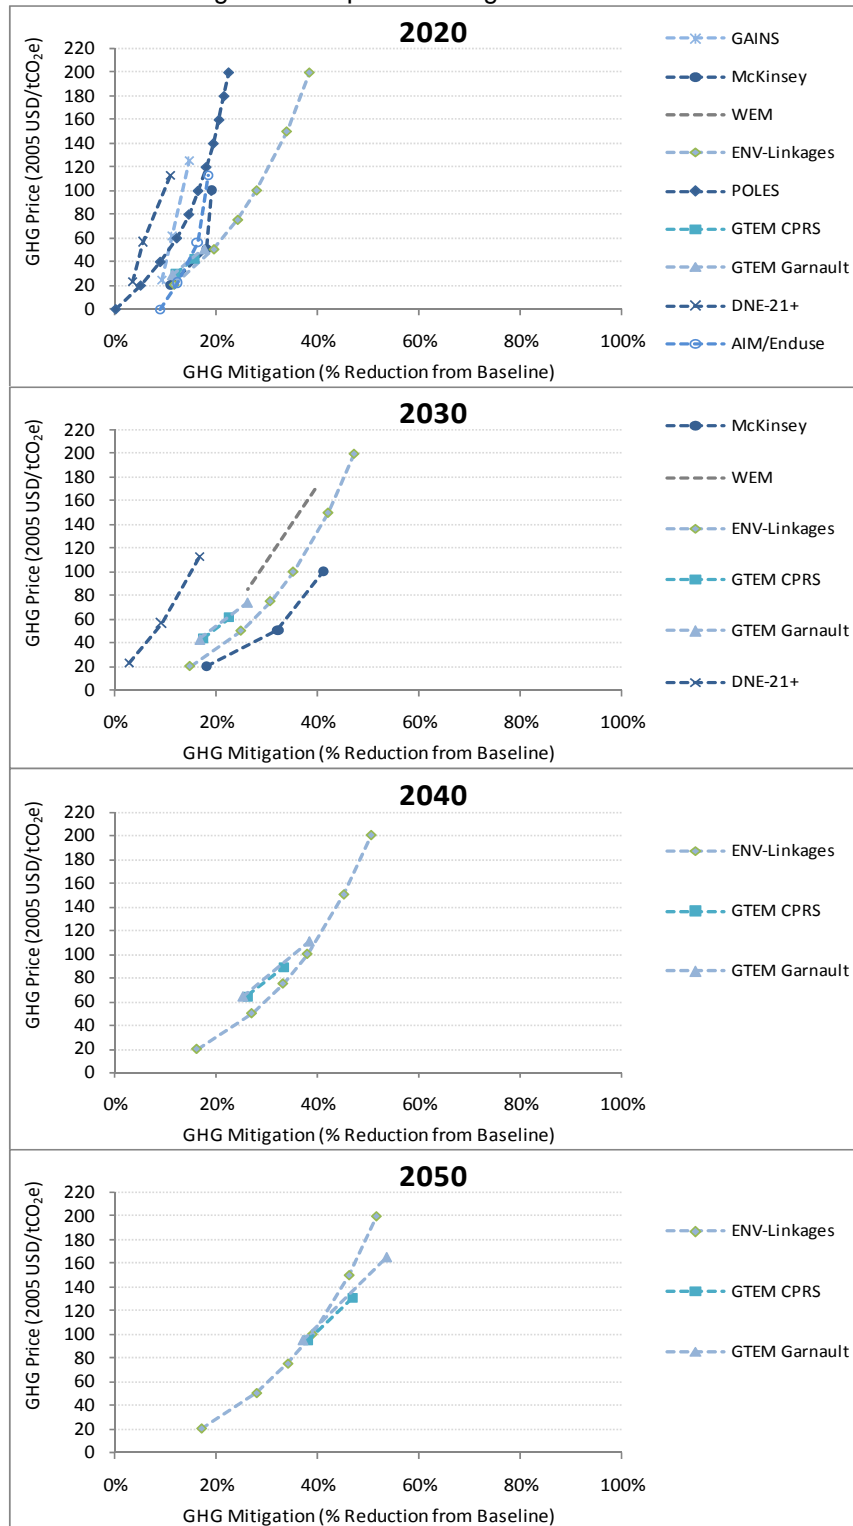 2020
GHG Price (2005 USD/tCO₂e)
220
200
180
160
140
120
100
80
60
40
20
0
0% 20% 40% 60% 80% 100%
GHG Mitigation (% Reduction from Baseline)
GAINS
McKinsey
WEM
ENV-Linkages
POLES
GTEM CPRS
GTEM Garnault
DNE-21+
AIM/Enduse
2030
GHG Price (2005 USD/tCO₂e)
220
200
180
160
140
120
100
80
60
40
20
0
0% 20% 40% 60% 80% 100%
GHG Mitigation (% Reduction from Baseline)
McKinsey
WEM
ENV-Linkages
GTEM CPRS
GTEM Garnault
DNE-21+
2040
GHG Price (2005 USD/tCO₂e)
220
200
180
160
140
120
100
80
60
40
20
0
0% 20% 40% 60% 80% 100%
GHG Mitigation (% Reduction from Baseline)
ENV-Linkages
GTEM CPRS
GTEM Garnault
2050
GHG Price (2005 USD/tCO₂e)
220
200
180
160
140
120
100
80
60
40
20
0
0% 20% 40% 60% 80% 100%
GHG Mitigation (% Reduction from Baseline)
ENV-Linkages
GTEM CPRS
GTEM Garnault